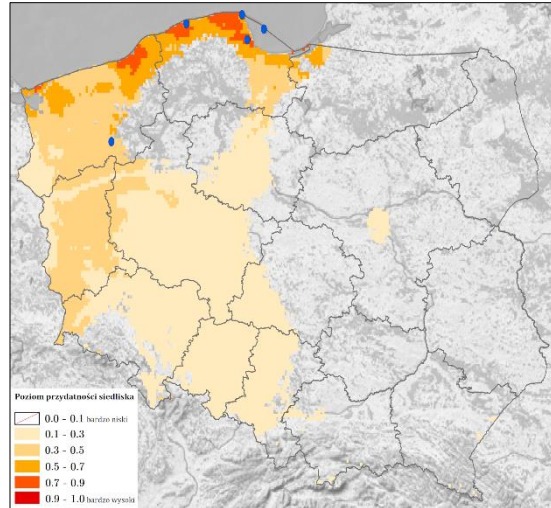 Poziom przydatności siedliska
0.0 - 0.1 bardzo niski
0.1 - 0.3
0.3 - 0.5
0.5 - 0.7
0.7 - 0.9
0.9 - 1.0 bardzo wysoki